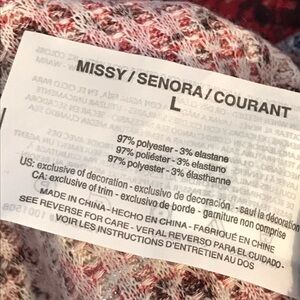 MISSY / SENORA / COURANT
L
97% polyester - 3% elastane
97% poliéster - 3% elastano
97% polyester - 3% élasthanne
US: exclusive of decoration - exclusivo de decoración - sauf la décoration
CA: exclusive of trim - exclusivo de borde - garniture non comprise
MADE IN CHINA - HECHO EN CHINA - FABRIQUÉ EN CHINE
SEE REVERSE FOR CARE - VER AL REVERSO PARA EL CUIDADO -
VOIR LES INSTRUCTIONS D'ENTRETIEN AU DOS